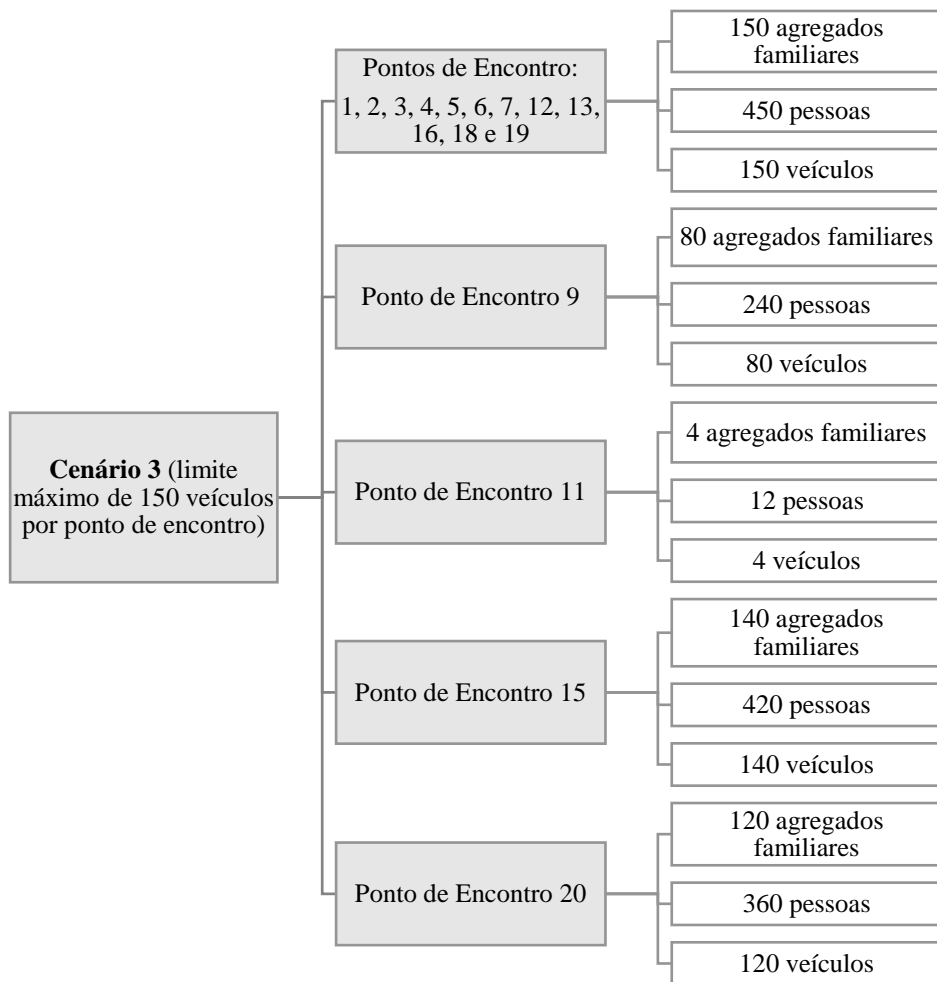 Cenário 3 (limite
máximo de 150 veículos
por ponto de encontro)
Pontos de Encontro:
1, 2, 3, 4, 5, 6, 7, 12, 13,
16, 18 e 19
150 agregados
familiares
450 pessoas
150 veículos
Ponto de Encontro 9
80 agregados familiares
240 pessoas
80 veículos
Ponto de Encontro 11
4 agregados familiares
12 pessoas
4 veículos
Ponto de Encontro 15
140 agregados
familiares
420 pessoas
140 veículos
Ponto de Encontro 20
120 agregados
familiares
360 pessoas
120 veículos